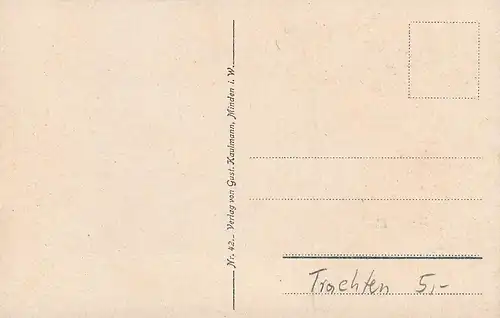 Nr. 42. Verlag von Gust. Kaulmann, Minden i. W.
Trachten 5,-